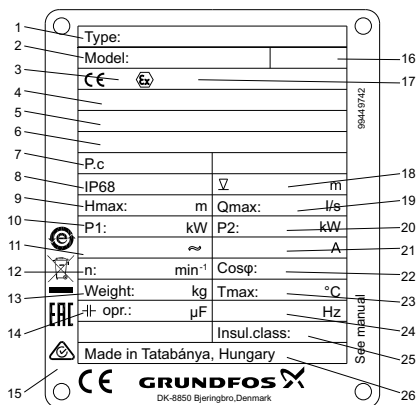 1 Type:
2 Model: 16
3 CE Ex 17
4
5
6
7 P.c
8 IP68 m 18
9 Hmax: m Qmax: l/s 19
10 P1: kW P2: kW 20
11 ~ A 21
12 n: min⁻¹ Cosφ: 22
13 Weight: kg Tmax: °C 23
14 opr.: µF Hz 24
Insul.class: 25
Made in Tatabánya, Hungary 26
15 CE GRUNDFOS
DK-8850 Bjeringbro,Denmark
99449742
See manual
e
EAC